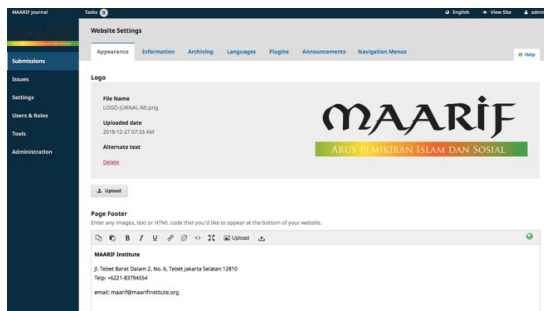 MAARIF Journal
Tasks 0
English
View Site
admin
Website Settings
Appearance Information Archiving Languages Plugins Announcements Navigation Menus
Help
Submissions
Issues
Settings
Users & Roles
Tools
Administration
Logo
File Name
LOGO-JURNAL-MI.png
Uploaded date
2018-12-27 07:33 AM
Alternate text
Delete
MAARIF
ARUS PEMIKIRAN ISLAM DAN SOSIAL
Upload
Page Footer
Enter any images, text or HTML code that you'd like to appear at the bottom of your website.
B I U Upload
MAARIF Institute
Jl. Tebet Barat Dalam 2, No. 6, Tebet Jakarta Selatan 12810
Telp: +6221-83794554
email: maarif@maarifinstitute.org